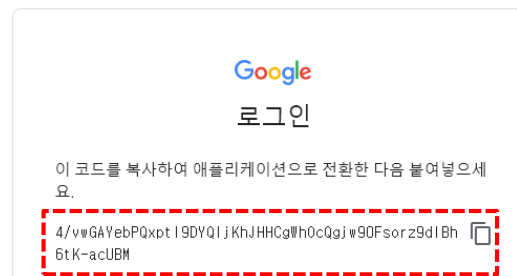 Google
로그인
이 코드를 복사하여 애플리케이션으로 전환한 다음 붙여넣으세
요.
4/vwGAYebPQxptl9DYQljKhJHHCgWhOcQgjw9OFsorz9dlBh
6tK-acUBM